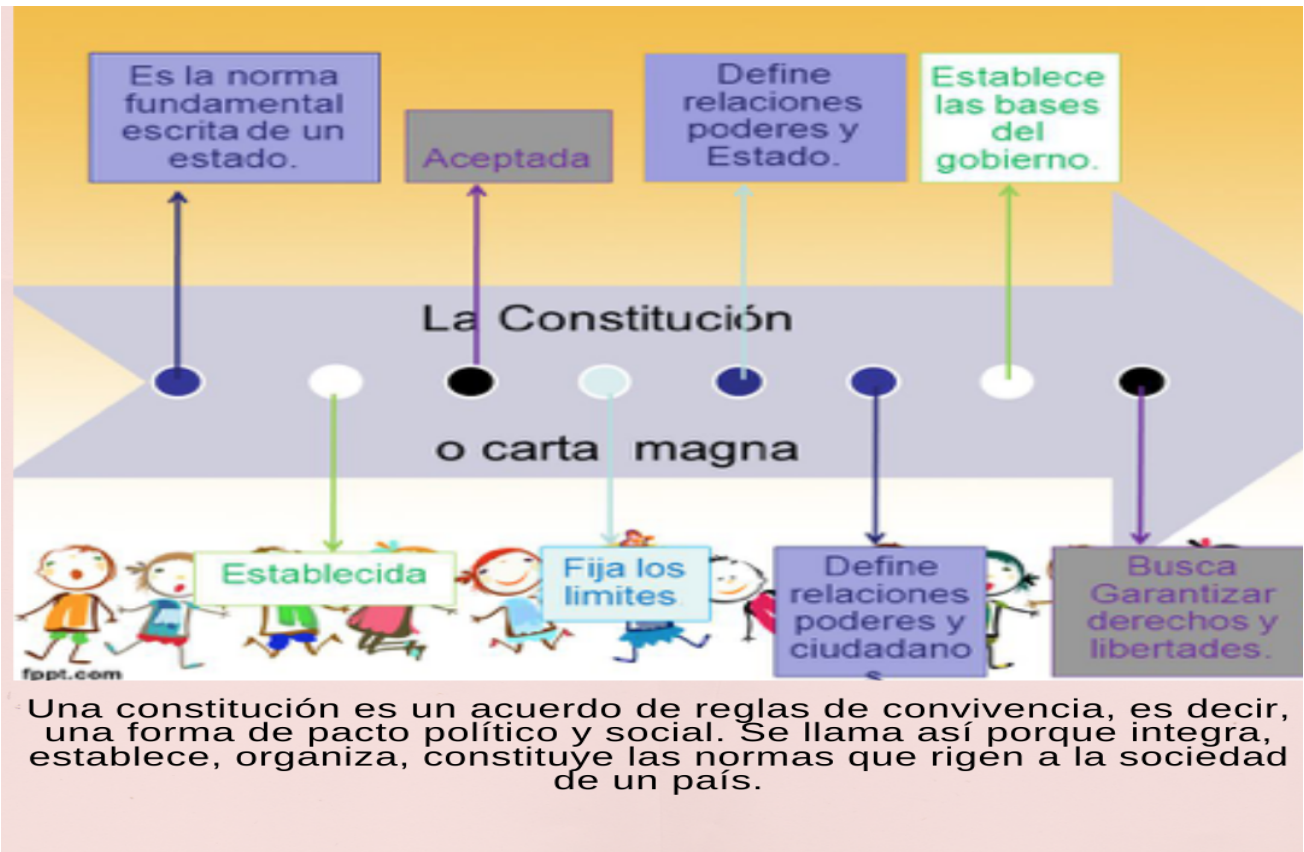 Es la norma
fundamental
escrita de un
estado.
Aceptada
Define
relaciones
poderes y
Estado.
Establece
las bases
del
gobierno.
La Constitución
o carta magna
Establecida
Fija los
limites.
Define
relaciones
poderes y
ciudadano
s
Busca
Garantizar
derechos y
libertades.
fppt.com
Una constitución es un acuerdo de reglas de convivencia, es decir,
una forma de pacto político y social. Se llama así porque integra,
establece, organiza, constituye las normas que rigen a la sociedad
de un país.